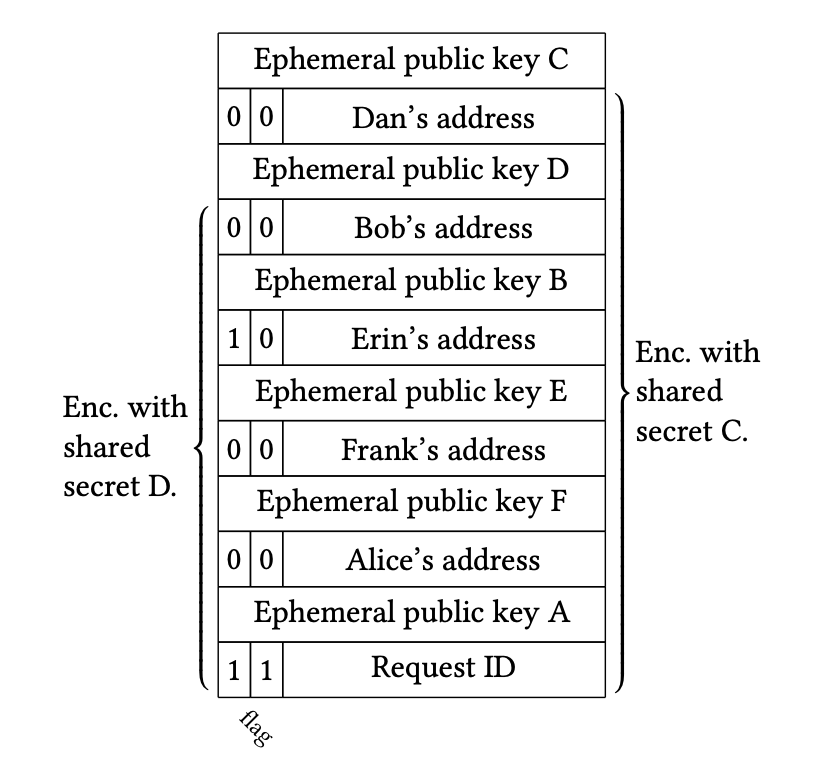 Ephemeral public key C
0 0 Dan’s address
Ephemeral public key D
0 0 Bob’s address
Ephemeral public key B
1 0 Erin’s address
Ephemeral public key E
0 0 Frank’s address
Ephemeral public key F
0 0 Alice’s address
Ephemeral public key A
1 1 Request ID
flag
Enc. with
shared
secret D.
Enc. with
shared
secret C.